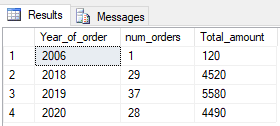 Results Messages
Year_of_order num_orders Total_amount
1 2006 1 120
2 2018 29 4520
3 2019 37 5580
4 2020 28 4490